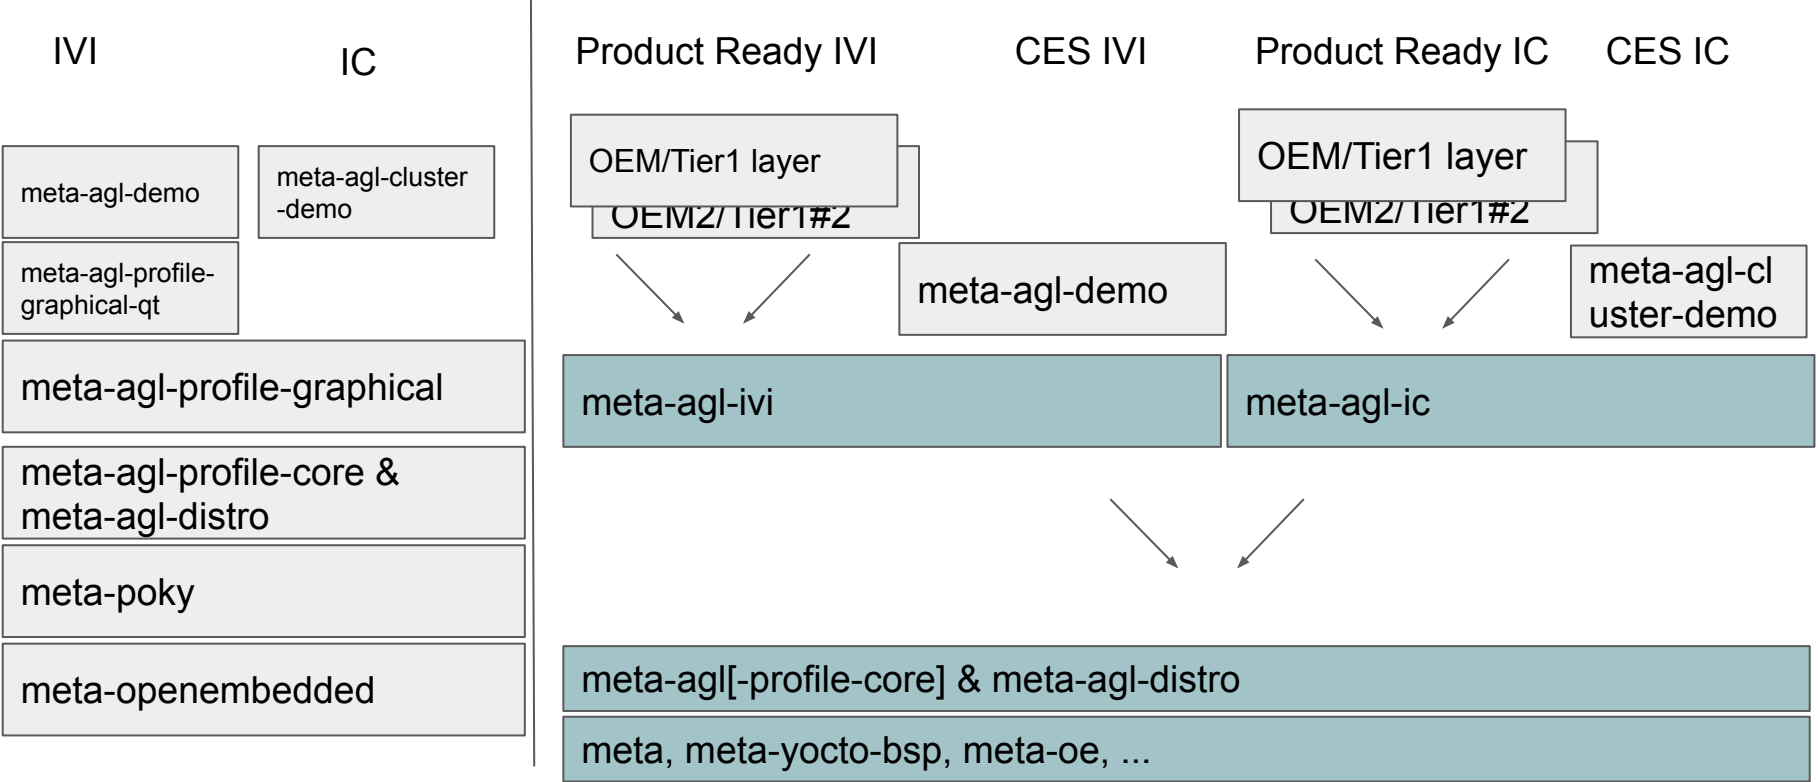 IVI
IC
meta-agl-demo
meta-agl-cluster
-demo
meta-agl-profile-
graphical-qt
meta-agl-profile-graphical
meta-agl-profile-core &
meta-agl-distro
meta-poky
meta-openembedded
Product Ready IVI
CES IVI
Product Ready IC
CES IC
OEM/Tier1 layer
OEM2/Tier1#2
meta-agl-demo
OEM/Tier1 layer
OEM2/Tier1#2
meta-agl-cl
uster-demo
meta-agl-ivi
meta-agl-ic
meta-agl[-profile-core] & meta-agl-distro
meta, meta-yocto-bsp, meta-oe, ...